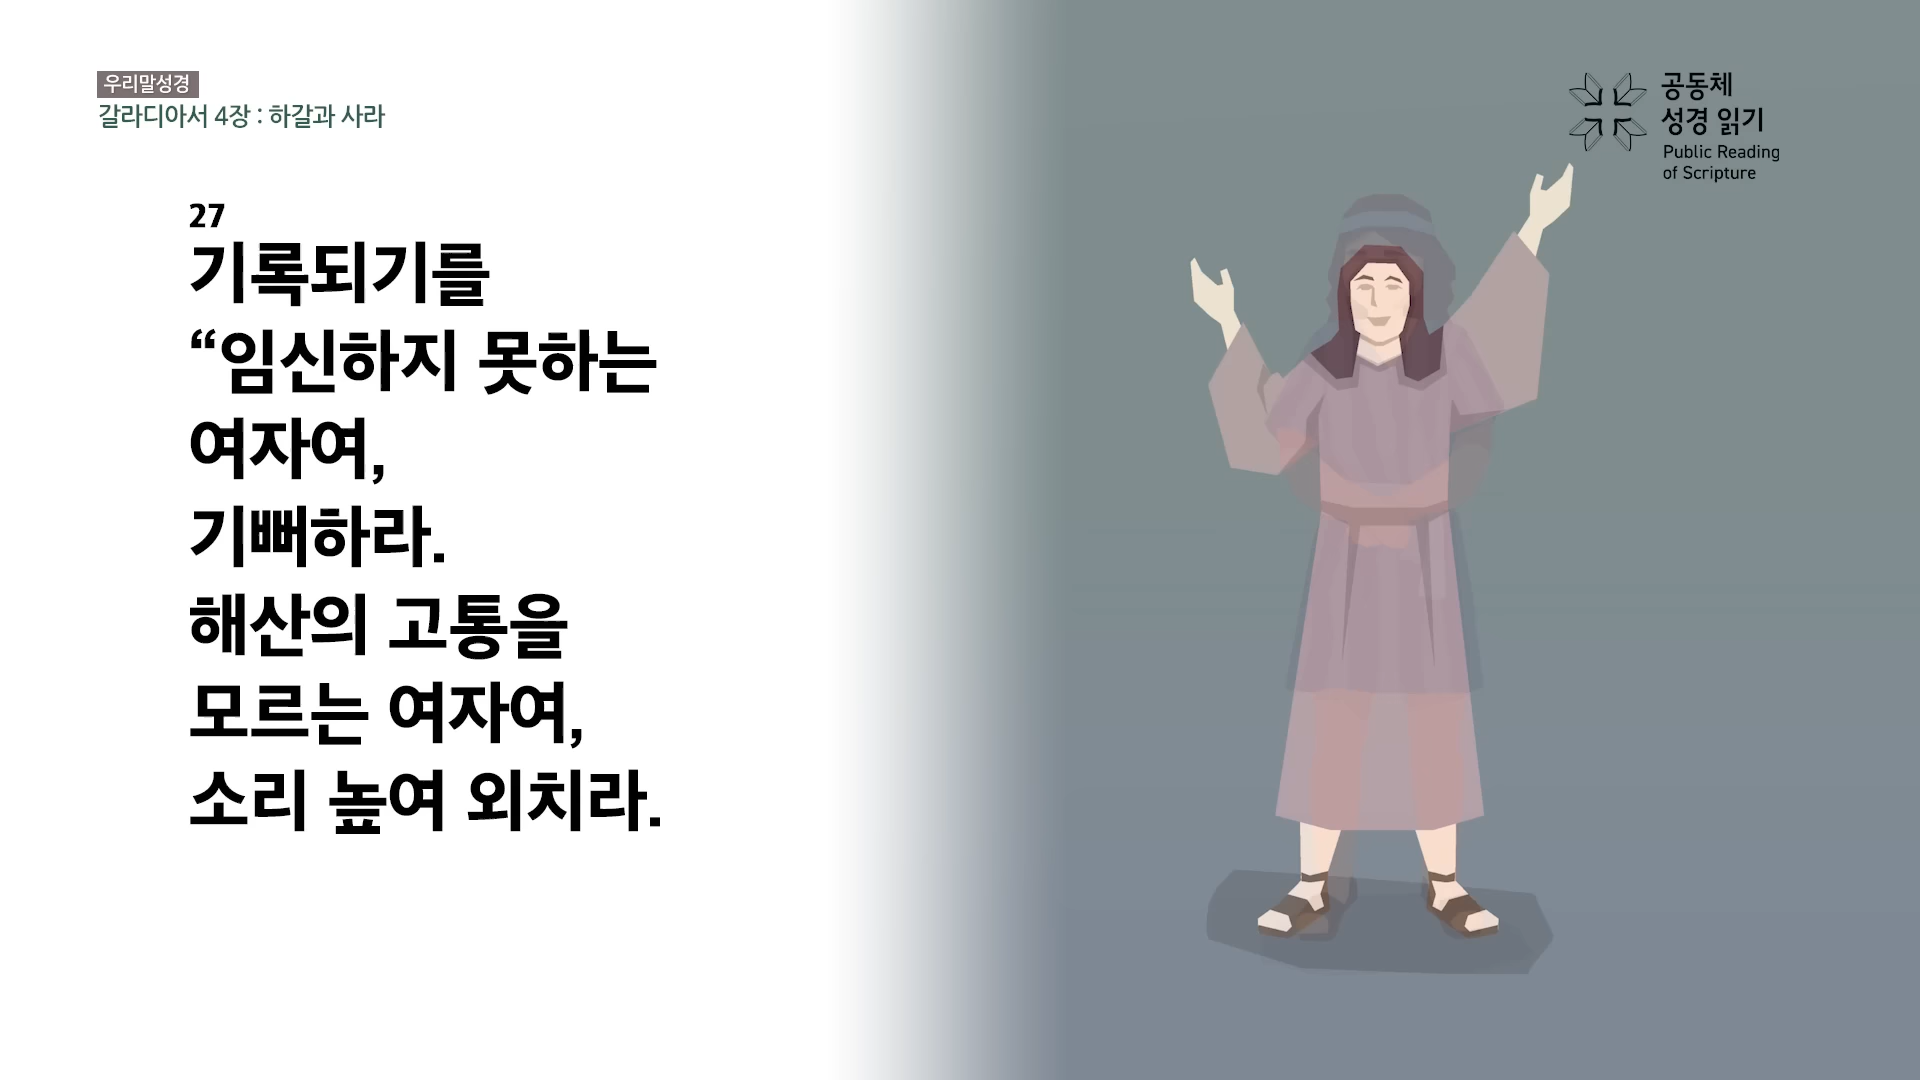 우리말성경
갈라디아서 4장 : 하갈과 사라
27
기록되기를
“임신하지 못하는
여자여,
기뻐하라.
해산의 고통을
모르는 여자여,
소리 높여 외치라.
공동체
성경 읽기
Public Reading
of Scripture